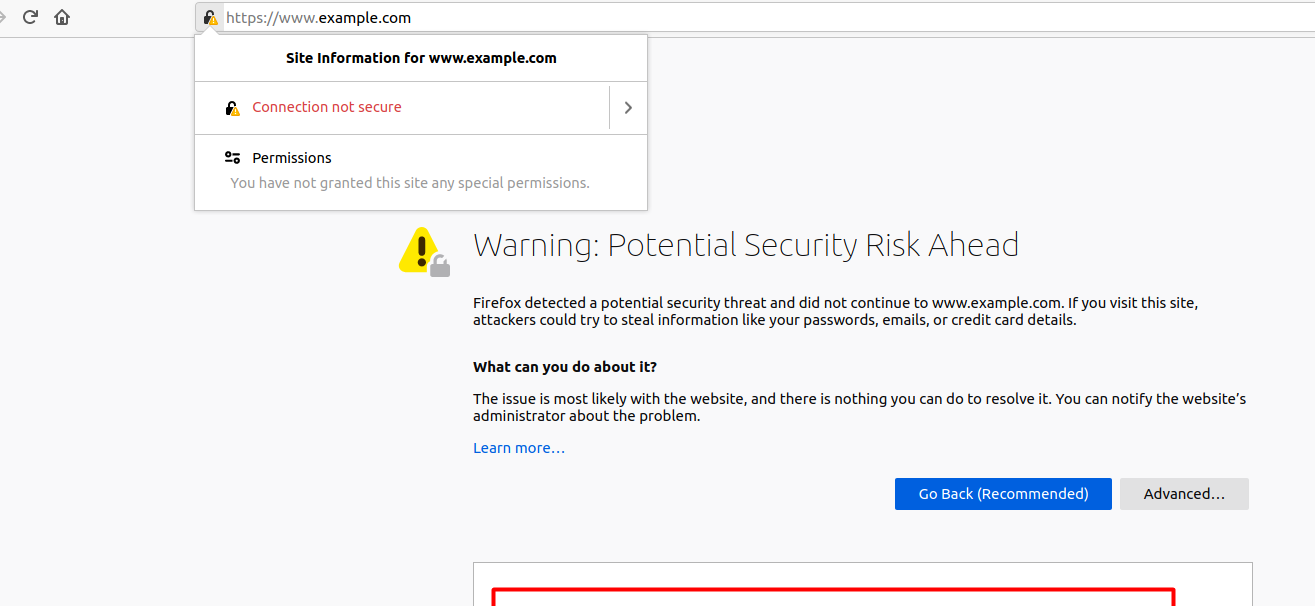 https://www.example.com
Site Information for www.example.com
Connection not secure
Permissions
You have not granted this site any special permissions.
Warning: Potential Security Risk Ahead
Firefox detected a potential security threat and did not continue to www.example.com. If you visit this site,
attackers could try to steal information like your passwords, emails, or credit card details.
What can you do about it?
The issue is most likely with the website, and there is nothing you can do to resolve it. You can notify the website’s
administrator about the problem.
Learn more…
Go Back (Recommended)
Advanced…